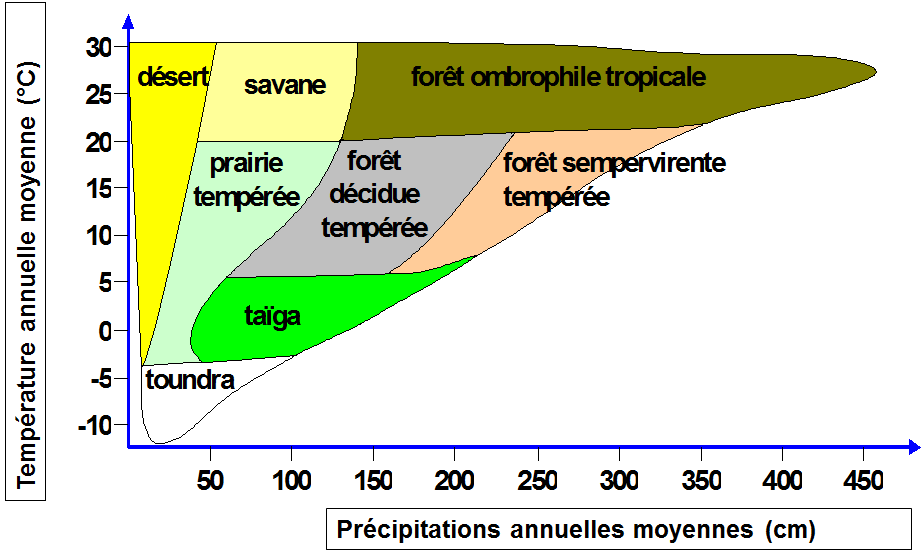 Température annuelle moyenne (°C)
30
25
20
15
10
5
0
-5
-10
désert
savane
forêt ombrophile tropicale
prairie
tempérée
forêt
décidue
tempérée
forêt sempervirente
tempérée
taïga
toundra
50
100
150
200
250
300
350
400
450
Précipitations annuelles moyennes (cm)